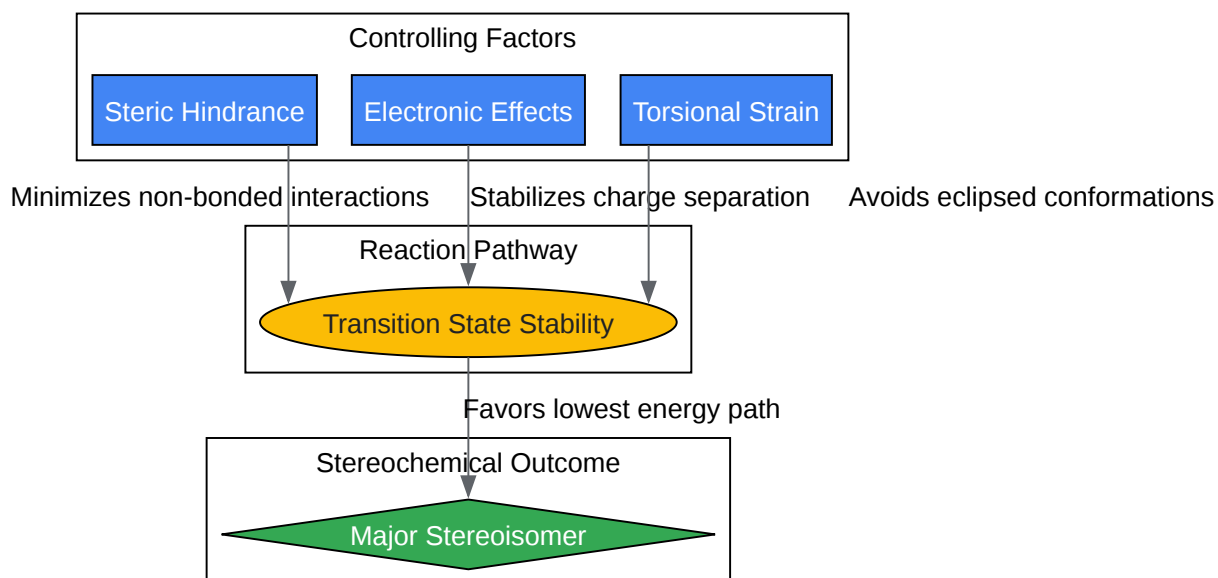 Controlling Factors
Steric Hindrance
Electronic Effects
Torsional Strain
Minimizes non-bonded interactions
Stabilizes charge separation
Avoids eclipsed conformations
Reaction Pathway
Transition State Stability
Favors lowest energy path
Stereochemical Outcome
Major Stereoisomer